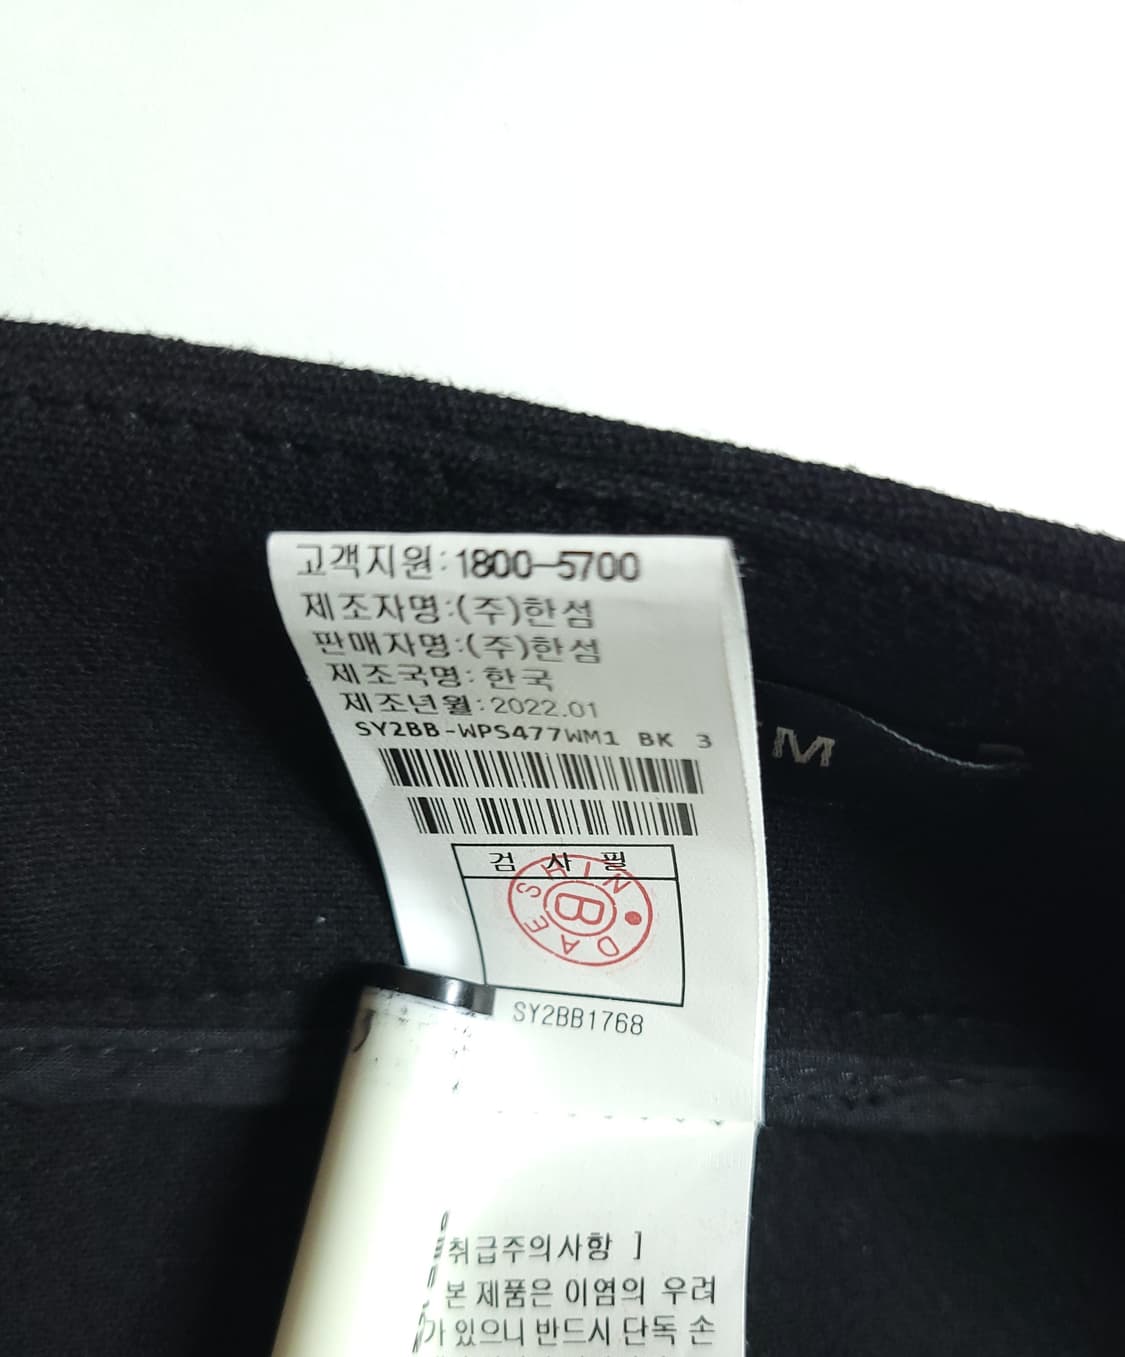 고객지원:1800-5700
제조자명:(주)한섬
판매자명:(주)한섬
제조국명:한국
제조년월:2022.01
SY2BB-WPS477WM1 BK 3
M
검 사 필
DAESHIN
B
SY2BB1768
취급주의사항 ]
본 제품은 이염의 우려
가 있으니 반드시 단독 손